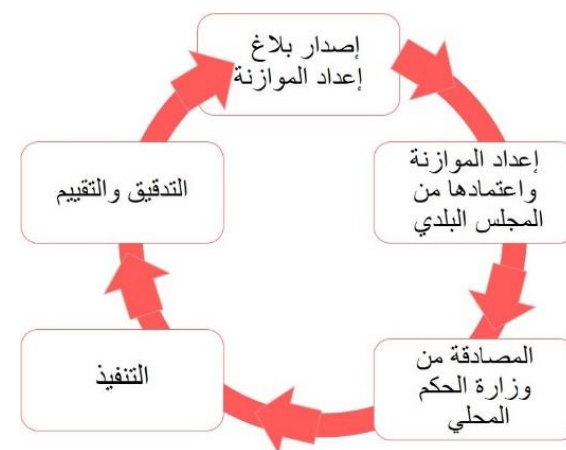 إصدار بلاغ
إعداد الموازنة
إعداد الموازنة
واعتمادها من
المجلس البلدي
المصادقة من
وزارة الحكم
المحلي
التنفيذ
التدقيق والتقييم